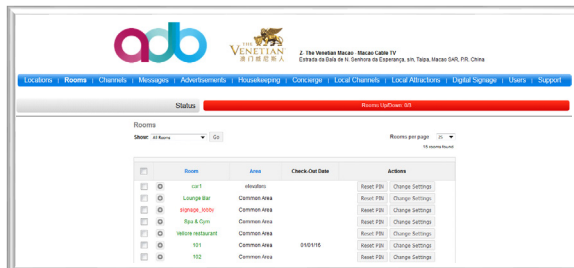 adb
THE
VENETIAN
澳门威尼斯人
Z- The Venetian Macao - Macao Cable TV
Estrada da Baía de N. Senhora da Esperança, s/n, Taipa, Macao SAR, P.R. China
Locations | Rooms | Channels | Messages | Advertisements | Housekeeping | Concierge | Local Channels | Local Attractions | Digital Signage | Users | Support
Status Rooms Up/Down: 8/8
Rooms
Show: All Rooms Go Rooms per page 25
15 rooms found
Room Area Check-Out Date Actions
car1 elevators Reset PIN Change Settings
Lounge Bar Common Area Reset PIN Change Settings
signage_lobby Common Area Reset PIN Change Settings
Spa & Gym Common Area Reset PIN Change Settings
Vellore restaurant Common Area Reset PIN Change Settings
101 Common Area 01/01/16 Reset PIN Change Settings
102 Common Area Reset PIN Change Settings